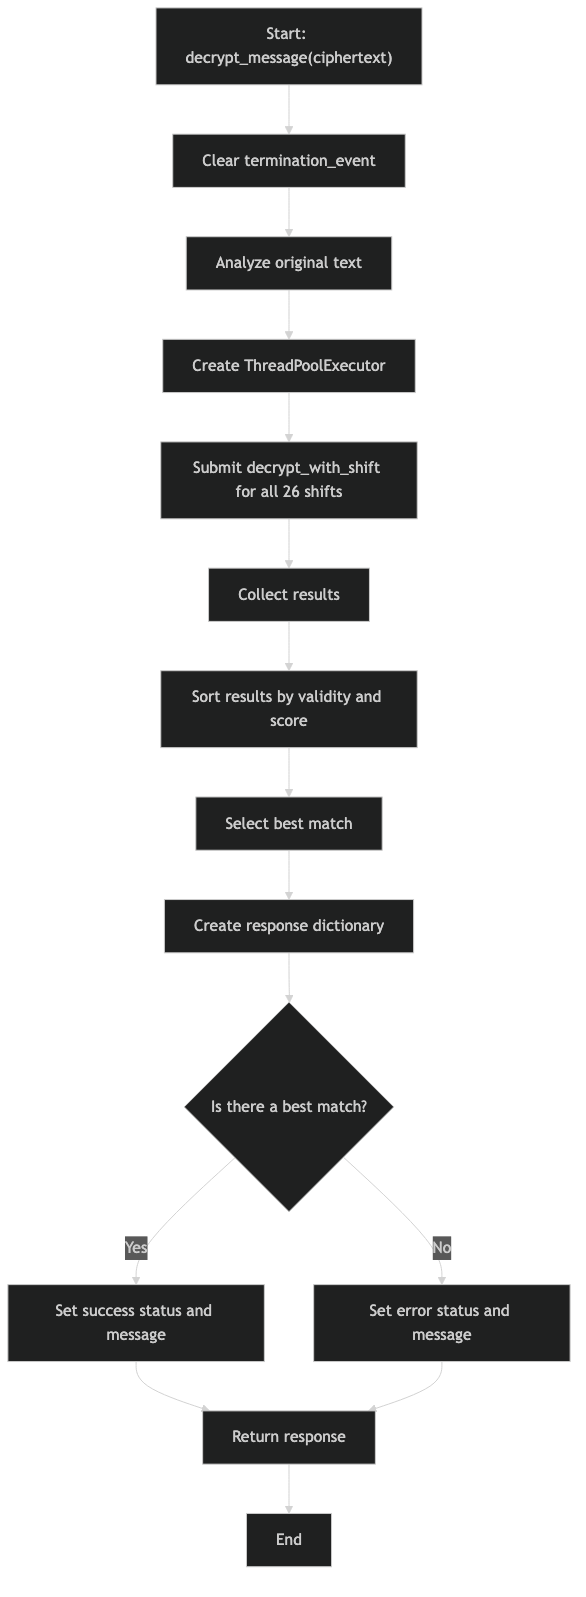 Start:
decrypt_message(ciphertext)
Clear termination_event
Analyze original text
Create ThreadPoolExecutor
Submit decrypt_with_shift
for all 26 shifts
Collect results
Sort results by validity and
score
Select best match
Create response dictionary
Is there a best match?
Yes
No
Set success status and
message
Set error status and
message
Return response
End